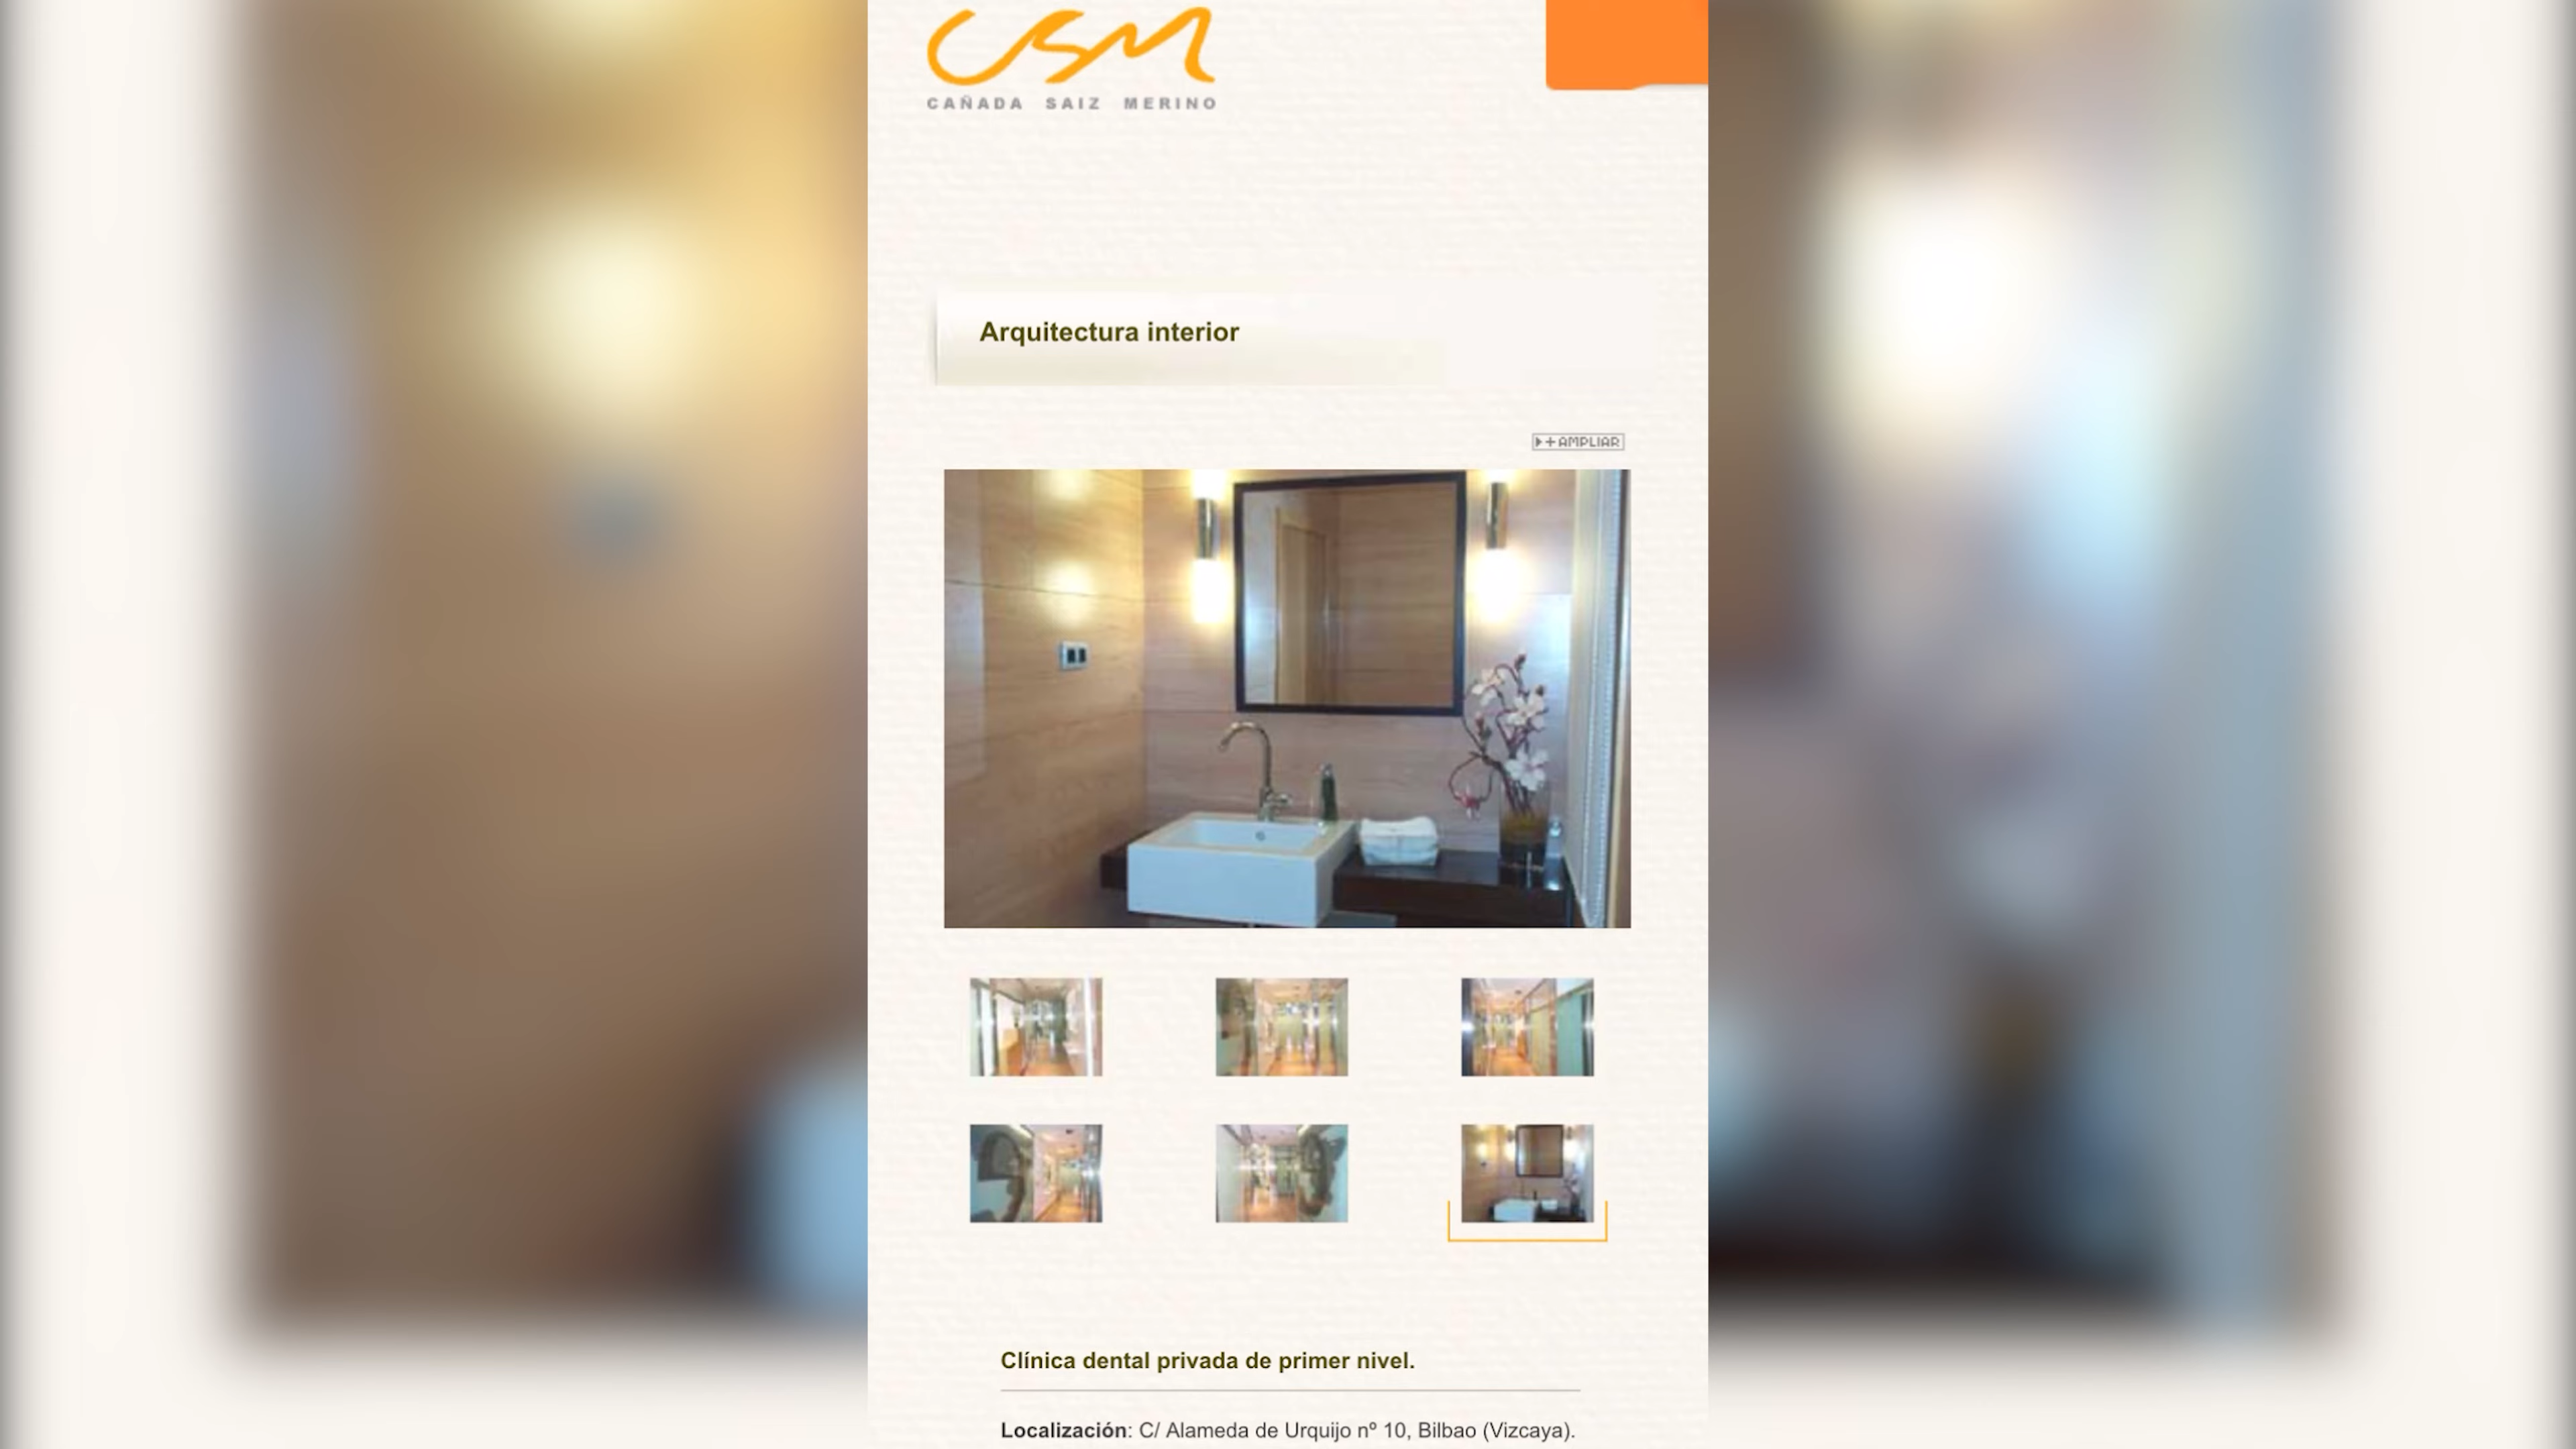 CSM
CAÑADA SAIZ MERINO
Arquitectura interior
+AMPLIAR
Clínica dental privada de primer nivel.
Localización: C/ Alameda de Urquijo nº 10, Bilbao (Vizcaya).